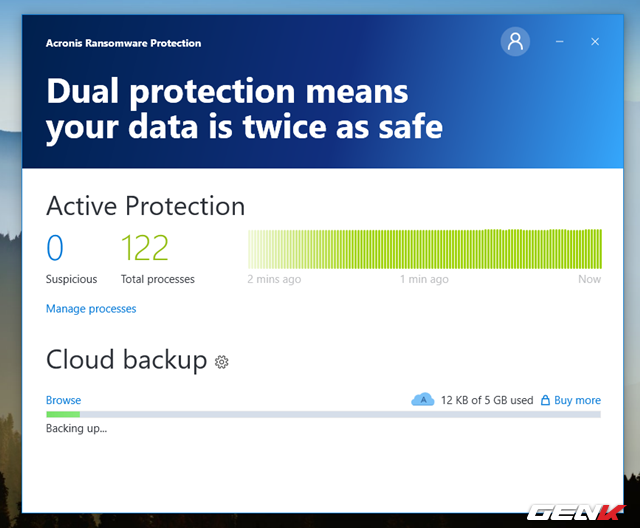 Acronis Ransomware Protection
Dual protection means
your data is twice as safe
Active Protection
0
122
Suspicious
Total processes
2 mins ago
1 min ago
Now
Manage processes
Cloud backup
Browse
A
12 KB of 5 GB used
Buy more
Backing up...
GENK